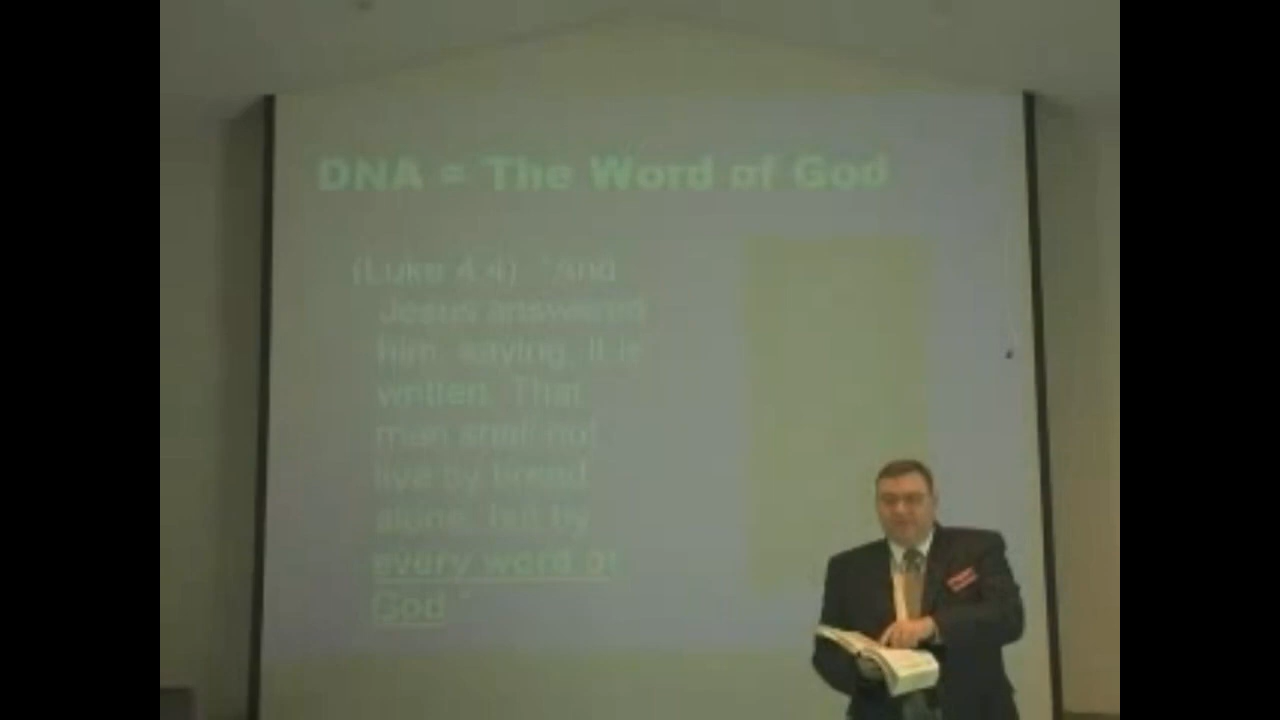 DNA = The Word of God
(Luke 4:4) "And
Jesus answered
him, saying, it is
written, That
man shall not
live by bread
alone, but by
every word of
God"